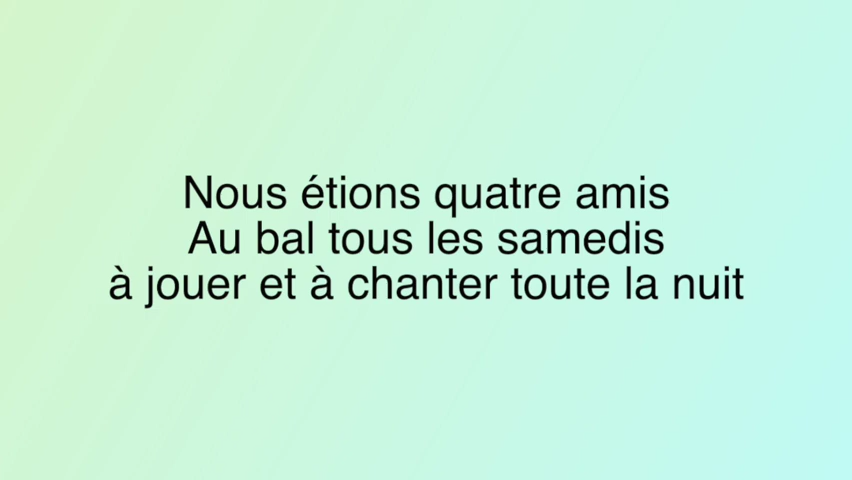 Nous étions quatre amis
Au bal tous les samedis
à jouer et à chanter toute la nuit